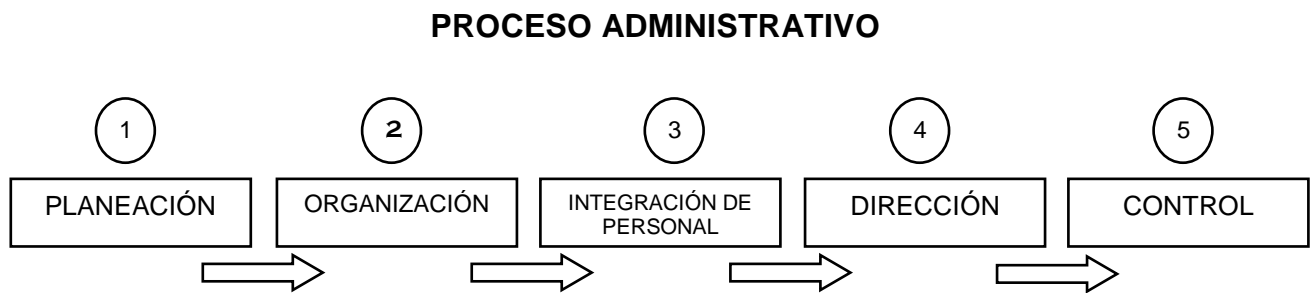 PROCESO ADMINISTRATIVO
1
2
3
4
5
PLANEACIÓN
ORGANIZACIÓN
INTEGRACIÓN DE
PERSONAL
DIRECCIÓN
CONTROL